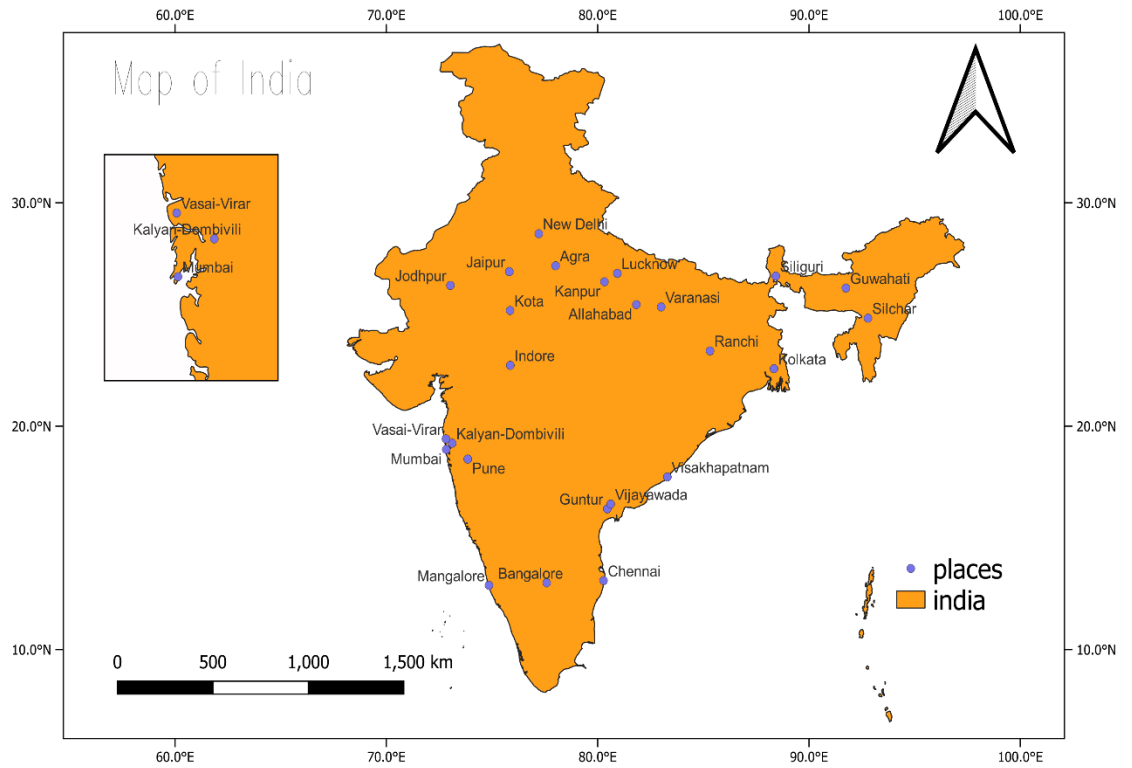 60.0°E 70.0°E 80.0°E 90.0°E 100.0°E
Map of India
Vasai-Virar
Kalyan-Dombivili
Mumbai
30.0°N 30.0°N
New Delhi
Agra
Jaipur
Lucknow
Jodhpur
Kanpur
Siliguri
Guwahati
Kota
Allahabad
Varanasi
Silchar
Ranchi
Indore
Kolkata
20.0°N 20.0°N
Vasai-Virar
Kalyan-Dombivili
Mumbai
Pune
Visakhapatnam
Guntur
Vijayawada
Mangalore
Bangalore
Chennai
places
india
10.0°N 10.0°N
0 500 1,000 1,500 km
60.0°E 70.0°E 80.0°E 90.0°E 100.0°E